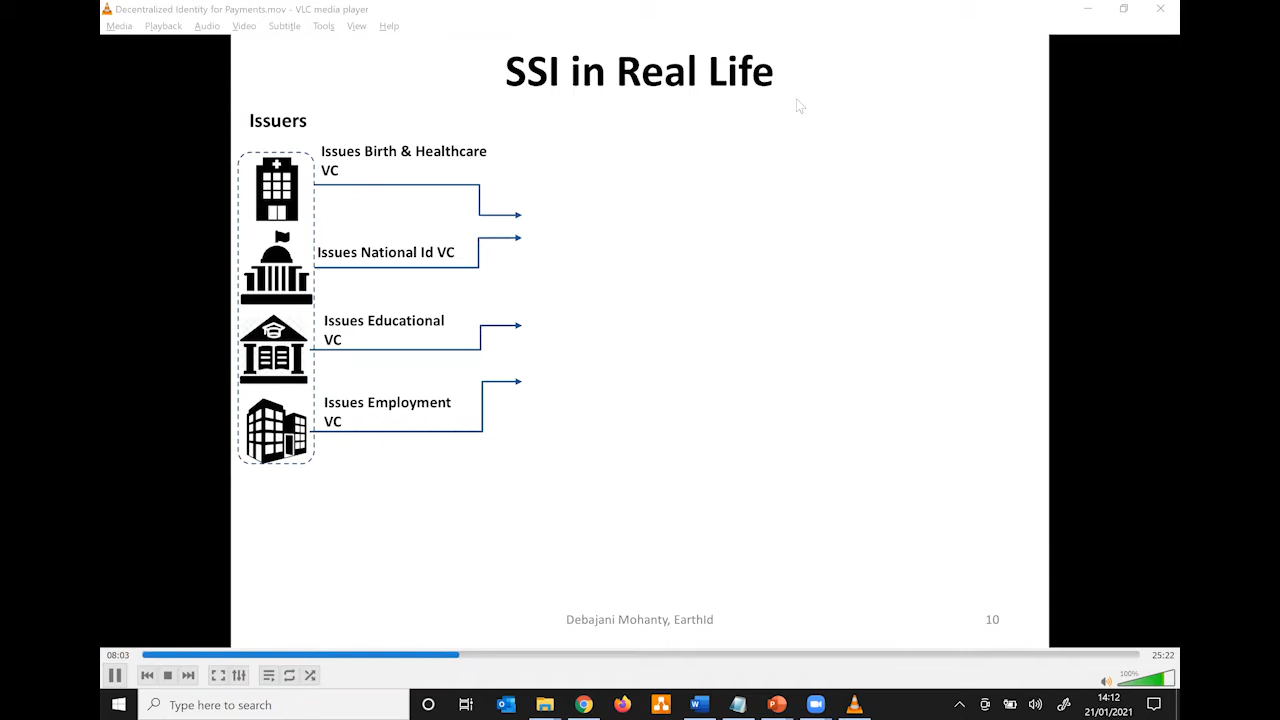 Decentralized Identity for Payments.mov - VLC media player
Media Playback Audio Video Subtitle Tools View Help
SSI in Real Life
Issuers
Issues Birth & Healthcare
VC
Issues National Id VC
Issues Educational
VC
Issues Employment
VC
Debajani Mohanty, EarthId
10
08:03
25:22
100%
Type here to search
14:12
21/01/2021